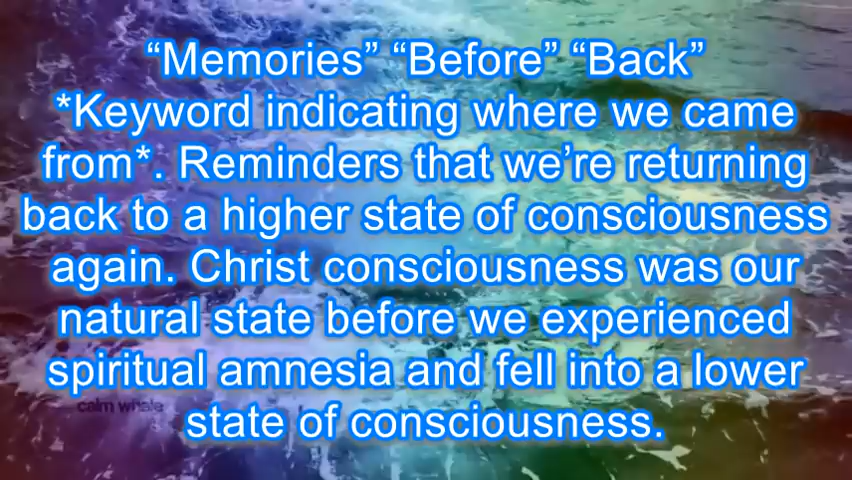 “Memories” “Before” “Back”
*Keyword indicating where we came
from*. Reminders that we’re returning
back to a higher state of consciousness
again. Christ consciousness was our
natural state before we experienced
spiritual amnesia and fell into a lower
calm whale
state of consciousness.